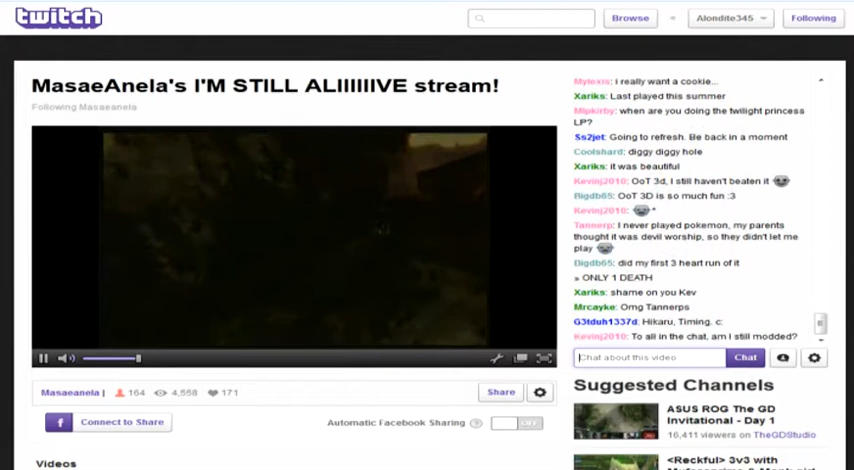 twitch
Browse
Alondite345
Following
MasaeAnela's I'M STILL ALIIIIIIVE stream!
Following Masaeanela
Mylexis: i really want a cookie...
Xariks: Last played this summer
Mlpkirby: when are you doing the twilight princess
LP?
Ss2jet: Going to refresh. Be back in a moment
Coolshard: diggy diggy hole
Xariks: it was beautiful
Kevinj2010: OoT 3d, I still haven't beaten it
Bigdb65: OoT 3D is so much fun :3
Kevinj2010: *
Tannerp: I never played pokemon, my parents
thought it was devil worship, so they didn't let me
play
Bigdb65: did my first 3 heart run of it
» ONLY 1 DEATH
Xariks: shame on you Kev
Mrcayke: Omg Tannerps
G3tduh1337d: Hikaru, Timing. c:
Kevinj2010: To all in the chat, am I still modded?
Chat about this video
Chat
Masaeanela | 164 4,558 171
Share
Connect to Share
Automatic Facebook Sharing ? OFF
Videos
Suggested Channels
ASUS ROG The GD
Invitational - Day 1
16,411 viewers on TheGDStudio
<Reckful> 3v3 with